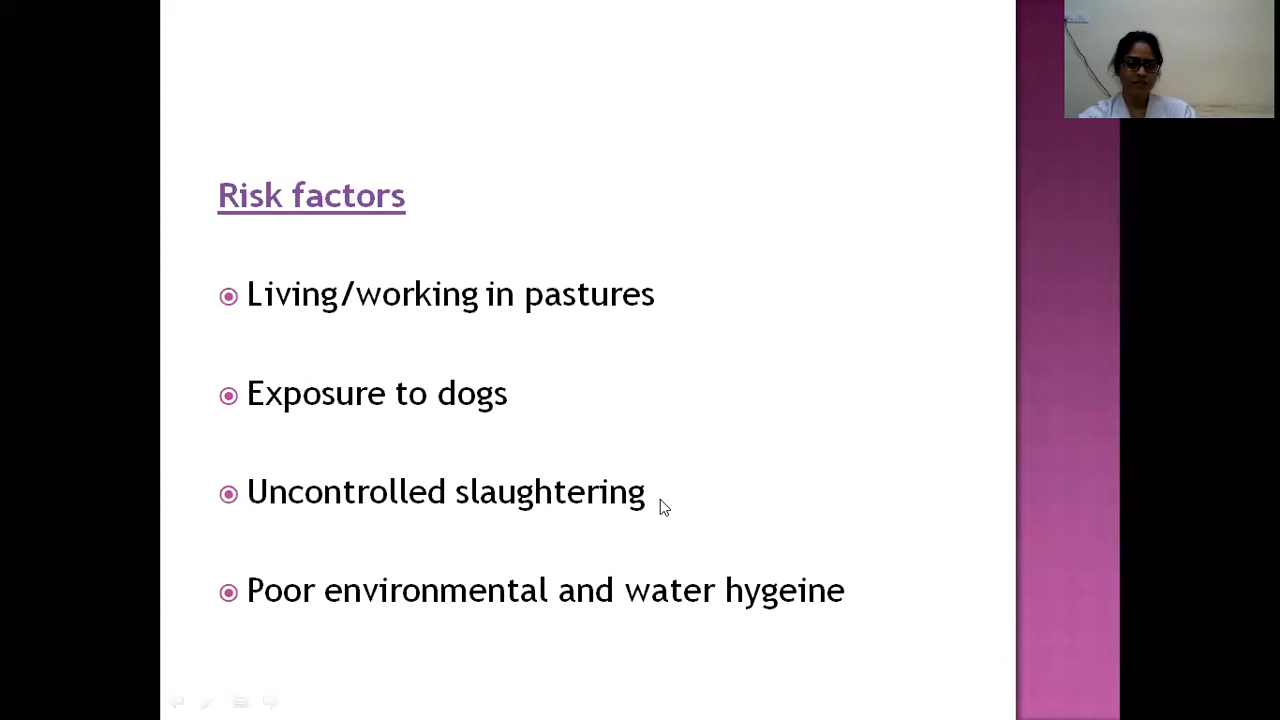 Risk factors
Living/working in pastures
Exposure to dogs
Uncontrolled slaughtering
Poor environmental and water hygeine